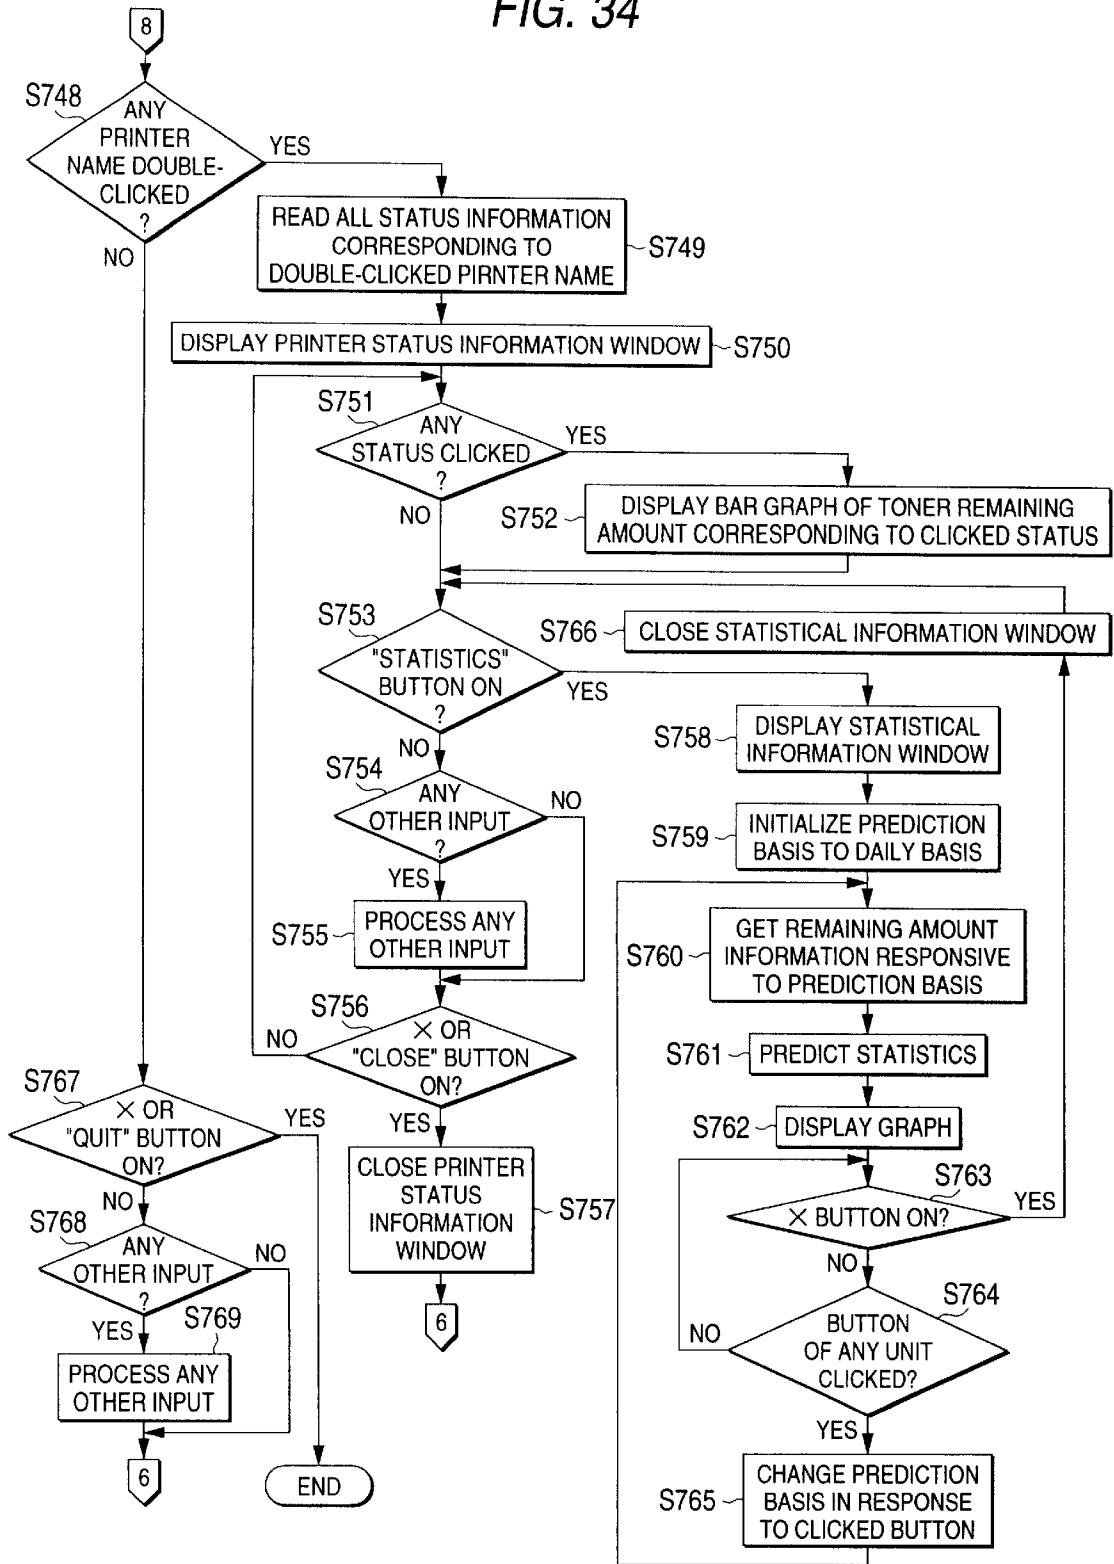 FIG. 34
8
S748
ANY
PRINTER
NAME DOUBLE-
CLICKED
?
YES
NO
READ ALL STATUS INFORMATION
CORRESPONDING TO
DOUBLE-CLICKED PIRNTER NAME
S749
DISPLAY PRINTER STATUS INFORMATION WINDOW
S750
S751
ANY
STATUS CLICKED
?
YES
NO
S752
DISPLAY BAR GRAPH OF TONER REMAINING
AMOUNT CORRESPONDING TO CLICKED STATUS
S753
"STATISTICS"
BUTTON ON
?
YES
NO
S766
CLOSE STATISTICAL INFORMATION WINDOW
S754
ANY
OTHER INPUT
?
NO
YES
S755
PROCESS ANY
OTHER INPUT
S756
× OR
"CLOSE" BUTTON
ON?
NO
YES
CLOSE PRINTER
STATUS
INFORMATION
WINDOW
S757
6
S758
DISPLAY STATISTICAL
INFORMATION WINDOW
S759
INITIALIZE PREDICTION
BASIS TO DAILY BASIS
S760
GET REMAINING AMOUNT
INFORMATION RESPONSIVE
TO PREDICTION BASIS
S761
PREDICT STATISTICS
S762
DISPLAY GRAPH
S763
× BUTTON ON?
YES
NO
S764
BUTTON
OF ANY UNIT
CLICKED?
NO
YES
S765
CHANGE PREDICTION
BASIS IN RESPONSE
TO CLICKED BUTTON
S767
× OR
"QUIT" BUTTON
ON?
YES
NO
S768
ANY
OTHER INPUT
?
NO
YES
S769
PROCESS ANY
OTHER INPUT
6
END